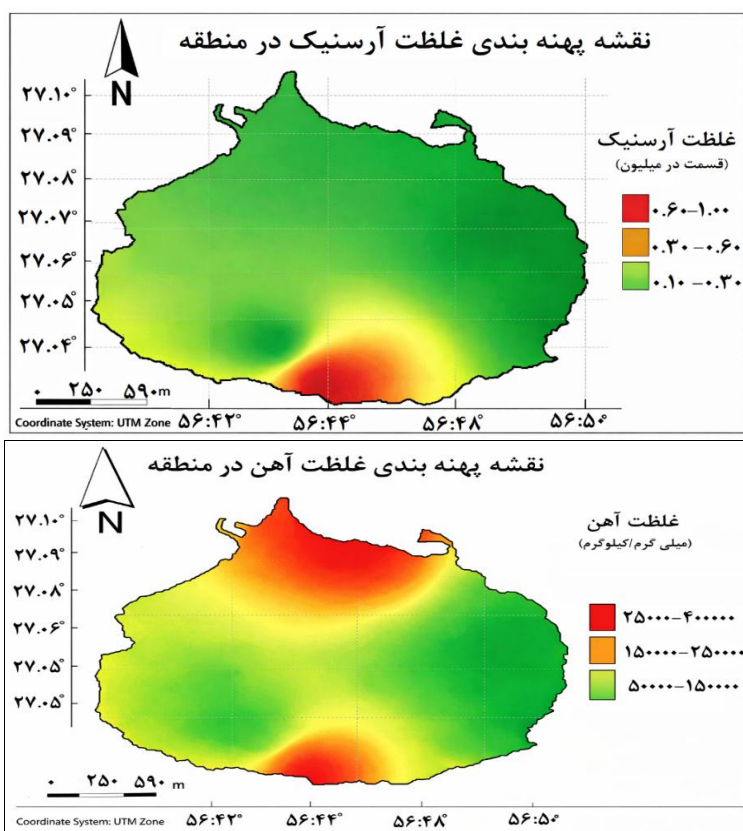 نقشه پهنه بندی غلظت آرسنیک در منطقه
N
۲۷.۱۰°
۲۷.۰۹°
۲۷.۰۸°
۲۷.۰۷°
۲۷.۰۶°
۲۷.۰۵°
۲۷.۰۴°
غلظت آرسنیک
(قسمت در میلیون)
۰.۶۰-۱.۰۰
۰.۳۰-۰.۶۰
۰.۱۰-۰.۳۰
۰ ۲۵۰ ۵۹۰m
Coordinate System: UTM Zone
۵۶:۴۲° ۵۶:۴۴° ۵۶:۴۸° ۵۶:۵۰°
نقشه پهنه بندی غلظت آهن در منطقه
N
۲۷.۱۰°
۲۷.۰۹°
۲۷.۰۸°
۲۷.۰۶°
۲۷.۰۵°
۲۷.۰۵°
غلظت آهن
(میلی گرم/کیلوگرم)
۲۵۰۰۰-۴۰۰۰۰۰
۱۵۰۰۰۰-۲۵۰۰۰۰
۵۰۰۰۰-۱۵۰۰۰۰
۰ ۲۵۰ ۵۹۰ m
Coordinate System: UTM Zone
۵۶:۴۲° ۵۶:۴۴° ۵۶:۴۸° ۵۶:۵۰°